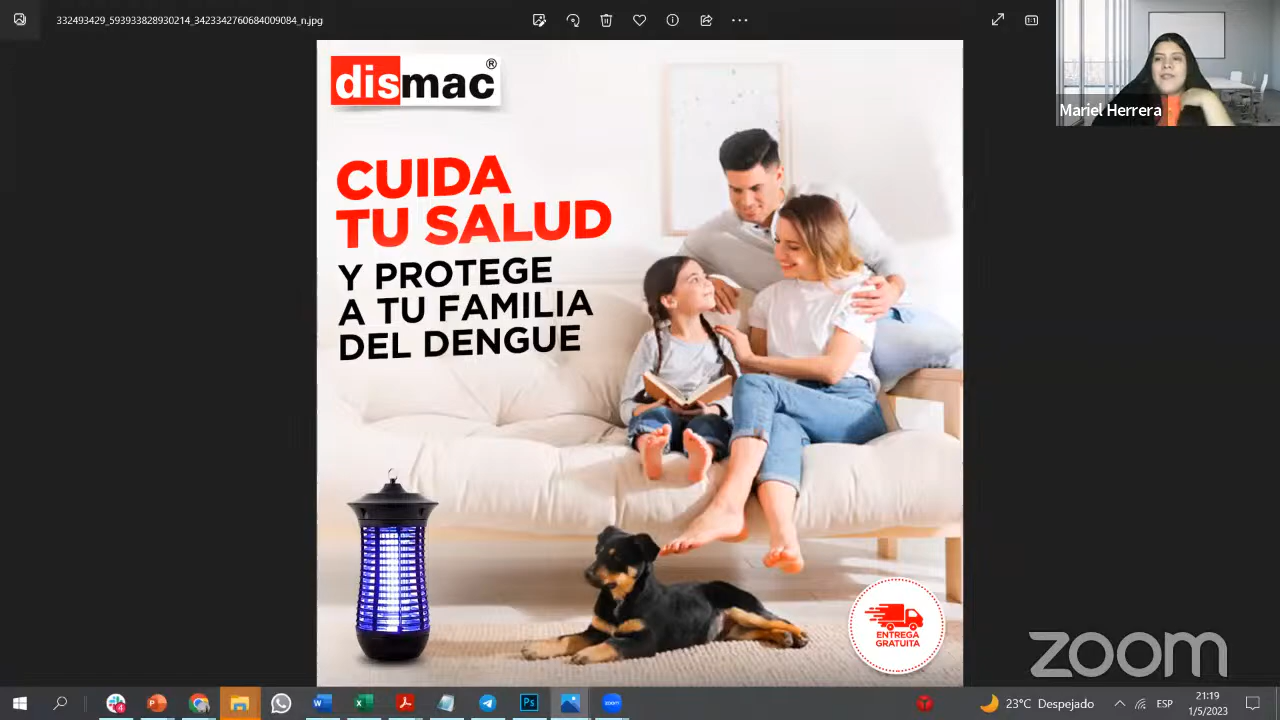 332493429_593933828930214_3423342760684009084_n.jpg
Mariel Herrera
dismac®
CUIDA
TU SALUD
Y PROTEGE
A TU FAMILIA
DEL DENGUE
ENTREGA
GRATUITA
zoom
23°C Despejado
ESP
21:19
1/5/2023